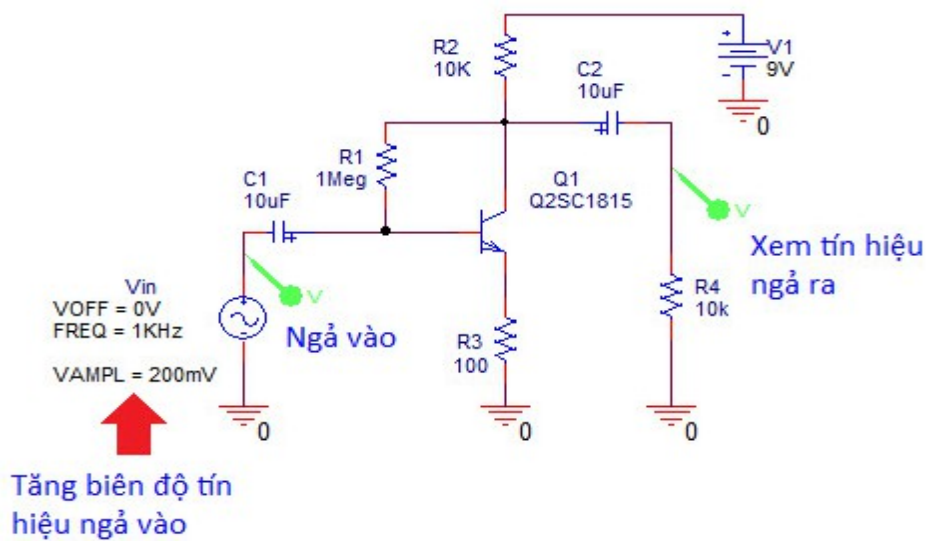 R2
10K
V1
9V
0
C2
10uF
R1
1Meg
C1
10uF
Q1
Q2SC1815
V
Xem tín hiệu
ngả ra
Vin
VOFF = 0V
FREQ = 1KHz
VAMPL = 200mV
V
Ngả vào
R4
10k
R3
100
0
0
0
Tăng biên độ tín
hiệu ngả vào